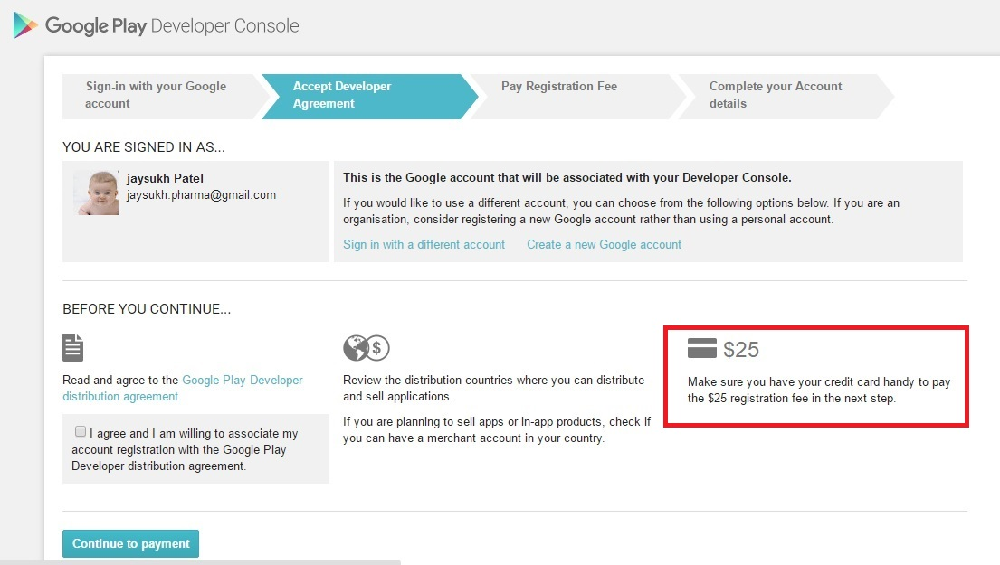 Google Play Developer Console
Sign-in with your Google
account
Accept Developer
Agreement
Pay Registration Fee
Complete your Account
details
YOU ARE SIGNED IN AS...
jaysukh Patel
jaysukh.pharma@gmail.com
This is the Google account that will be associated with your Developer Console.
If you would like to use a different account, you can choose from the following options below. If you are an
organisation, consider registering a new Google account rather than using a personal account.
Sign in with a different account Create a new Google account
BEFORE YOU CONTINUE...
Read and agree to the Google Play Developer
distribution agreement.
I agree and I am willing to associate my
account registration with the Google Play
Developer distribution agreement.
$
Review the distribution countries where you can distribute
and sell applications.
If you are planning to sell apps or in-app products, check if
you can have a merchant account in your country.
$25
Make sure you have your credit card handy to pay
the $25 registration fee in the next step.
Continue to payment